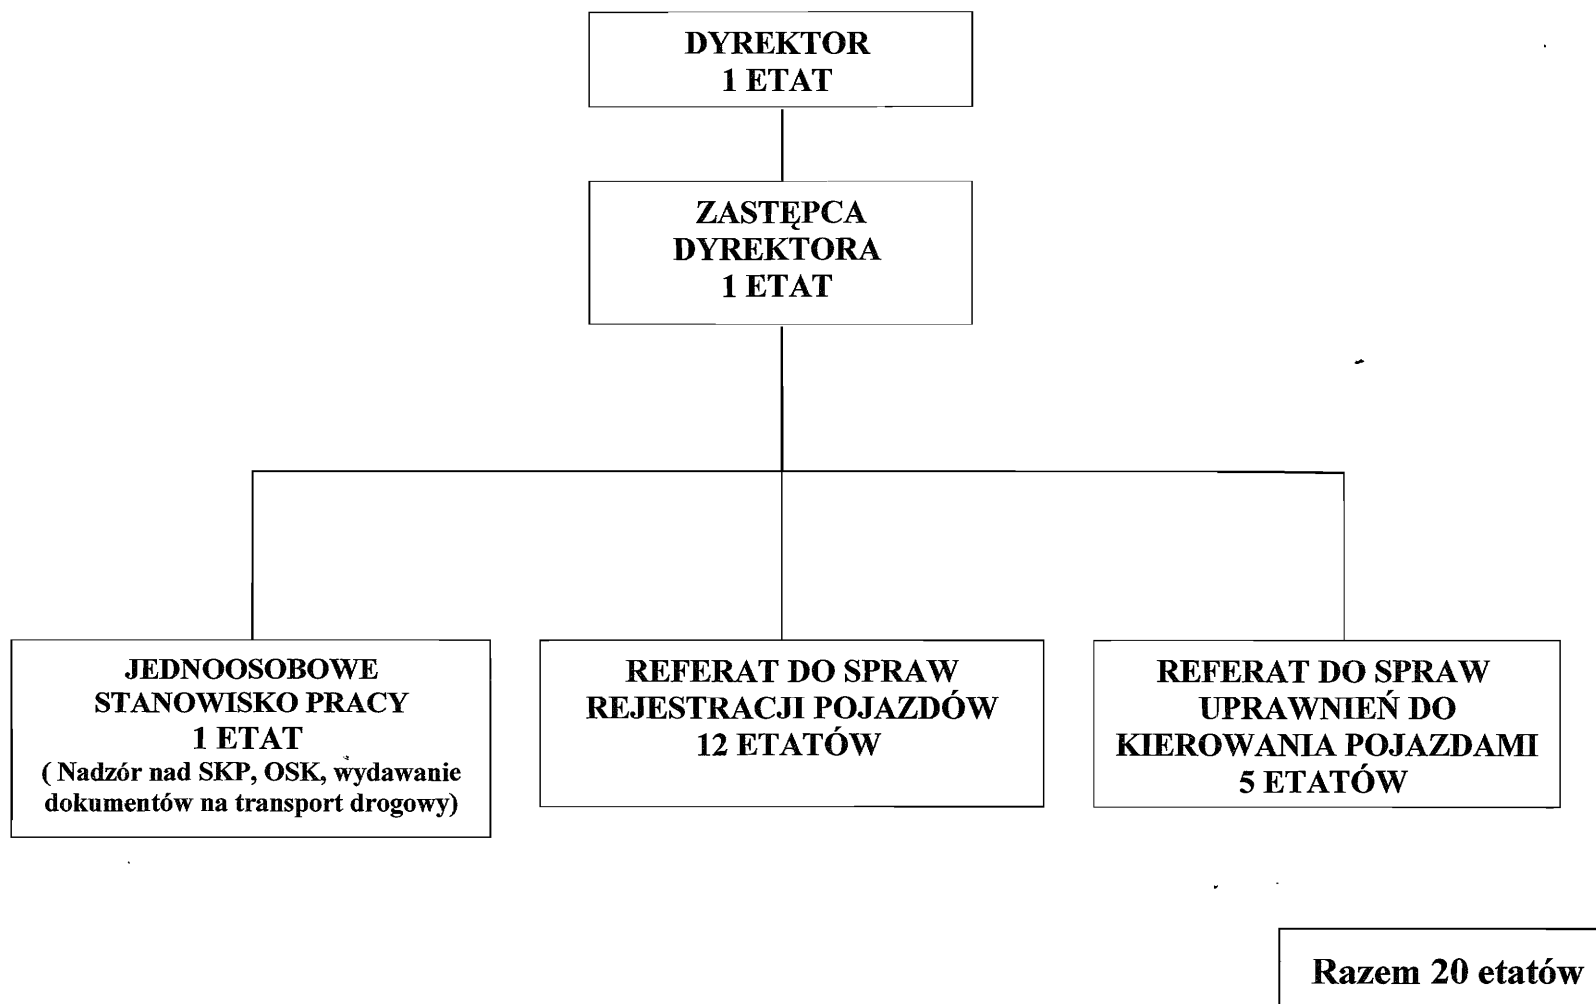 DYREKTOR
1 ETAT
ZASTĘPCA
DYREKTORA
1 ETAT
JEDNOOSOBOWE
STANOWISKO PRACY
1 ETAT
( Nadzór nad SKP, OSK, wydawanie
dokumentów na transport drogowy)
REFERAT DO SPRAW
REJESTRACJI POJAZDÓW
12 ETATÓW
REFERAT DO SPRAW
UPRAWNIEŃ DO
KIEROWANIA POJAZDAMI
5 ETATÓW
Razem 20 etatów